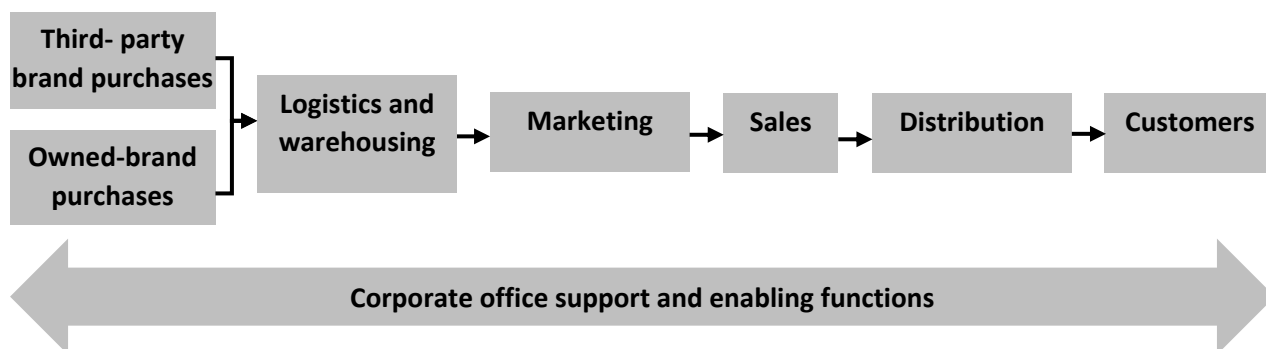 Third- party
brand purchases
Owned-brand
purchases
Logistics and
warehousing
Marketing
Sales
Distribution
Customers
Corporate office support and enabling functions